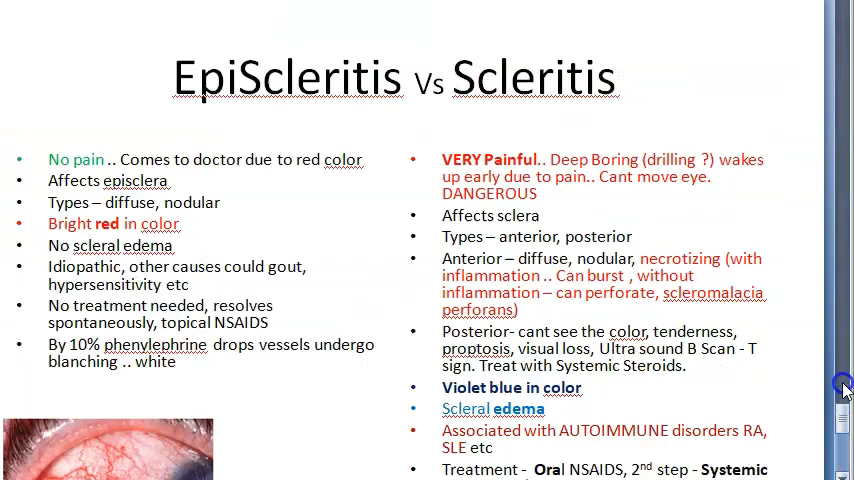 EpiScleritis Vs Scleritis
No pain .. Comes to doctor due to red color
Affects episclera
Types – diffuse, nodular
Bright red in color
No scleral edema
Idiopathic, other causes could gout,
hypersensitivity etc
No treatment needed, resolves
spontaneously, topical NSAIDS
By 10% phenylephrine drops vessels undergo
blanching .. white
VERY Painful.. Deep Boring (drilling ?) wakes
up early due to pain.. Cant move eye.
DANGEROUS
Affects sclera
Types – anterior, posterior
Anterior – diffuse, nodular, necrotizing (with
inflammation .. Can burst , without
inflammation – can perforate, scleromalacia
perforans)
Posterior- cant see the color, tenderness,
proptosis, visual loss, Ultra sound B Scan - T
sign. Treat with Systemic Steroids.
Violet blue in color
Scleral edema
Associated with AUTOIMMUNE disorders RA,
SLE etc
Treatment - Oral NSAIDS, 2nd step - Systemic